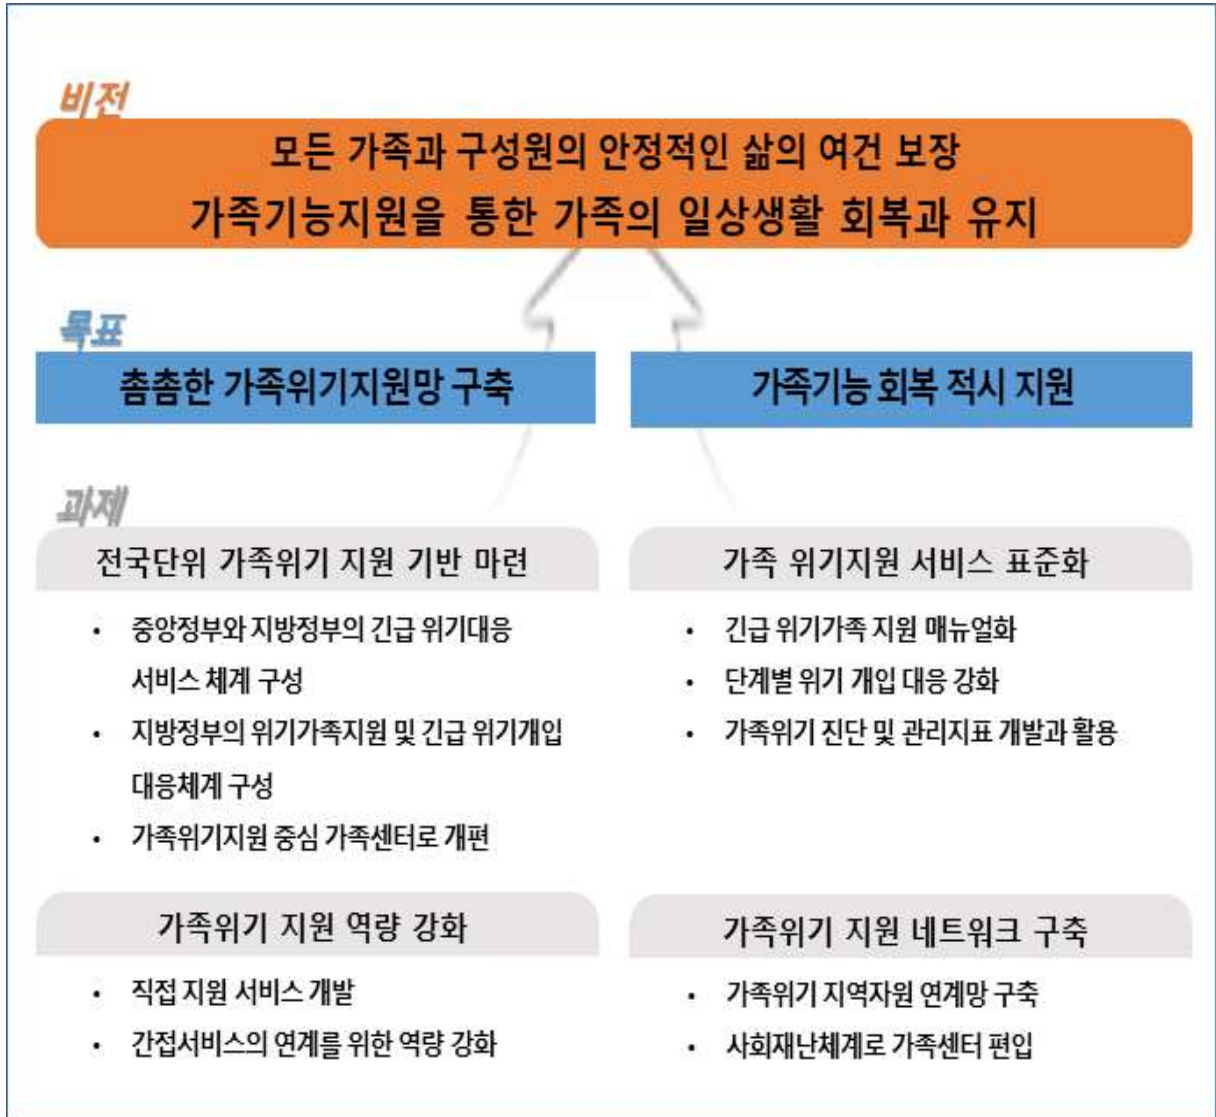 비전
모든 가족과 구성원의 안정적인 삶의 여건 보장
가족기능지원을 통한 가족의 일상생활 회복과 유지
목표
촘촘한 가족위기지원망 구축
가족기능 회복 적시 지원
과제
전국단위 가족위기 지원 기반 마련
• 중앙정부와 지방정부의 긴급 위기대응
서비스 체계 구성
• 지방정부의 위기가족지원 및 긴급 위기개입
대응체계 구성
• 가족위기지원 중심 가족센터로 개편
가족 위기지원 서비스 표준화
• 긴급 위기가족 지원 매뉴얼화
• 단계별 위기 개입 대응 강화
• 가족위기 진단 및 관리지표 개발과 활용
가족위기 지원 역량 강화
• 직접 지원 서비스 개발
• 간접서비스의 연계를 위한 역량 강화
가족위기 지원 네트워크 구축
• 가족위기 지역자원 연계망 구축
• 사회재난체계로 가족센터 편입